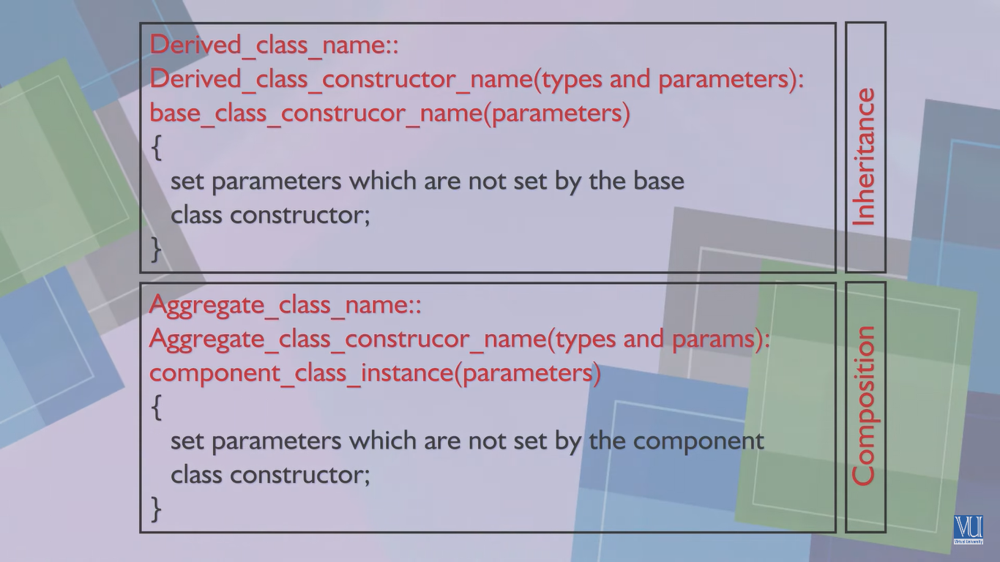 Derived_class_name::
Derived_class_constructor_name(types and parameters):
base_class_construcor_name(parameters)
{
set parameters which are not set by the base
class constructor;
}
Inheritance
Aggregate_class_name::
Aggregate_class_construcor_name(types and params):
component_class_instance(parameters)
{
set parameters which are not set by the component
class constructor;
}
Composition
VU
Virtual University